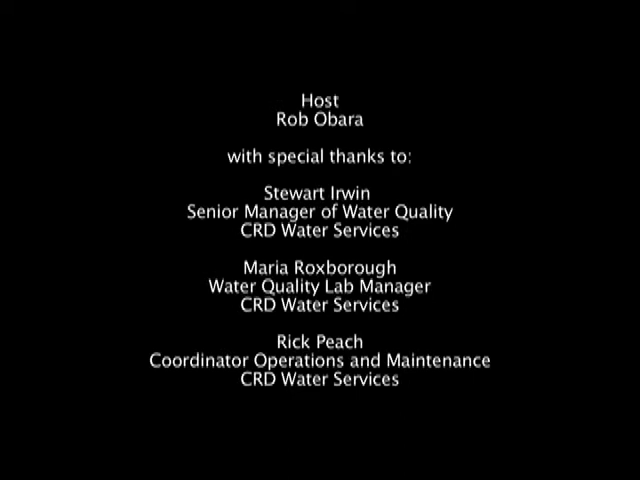 Host
Rob Obara
with special thanks to:
Stewart Irwin
Senior Manager of Water Quality
CRD Water Services
Maria Roxborough
Water Quality Lab Manager
CRD Water Services
Rick Peach
Coordinator Operations and Maintenance
CRD Water Services